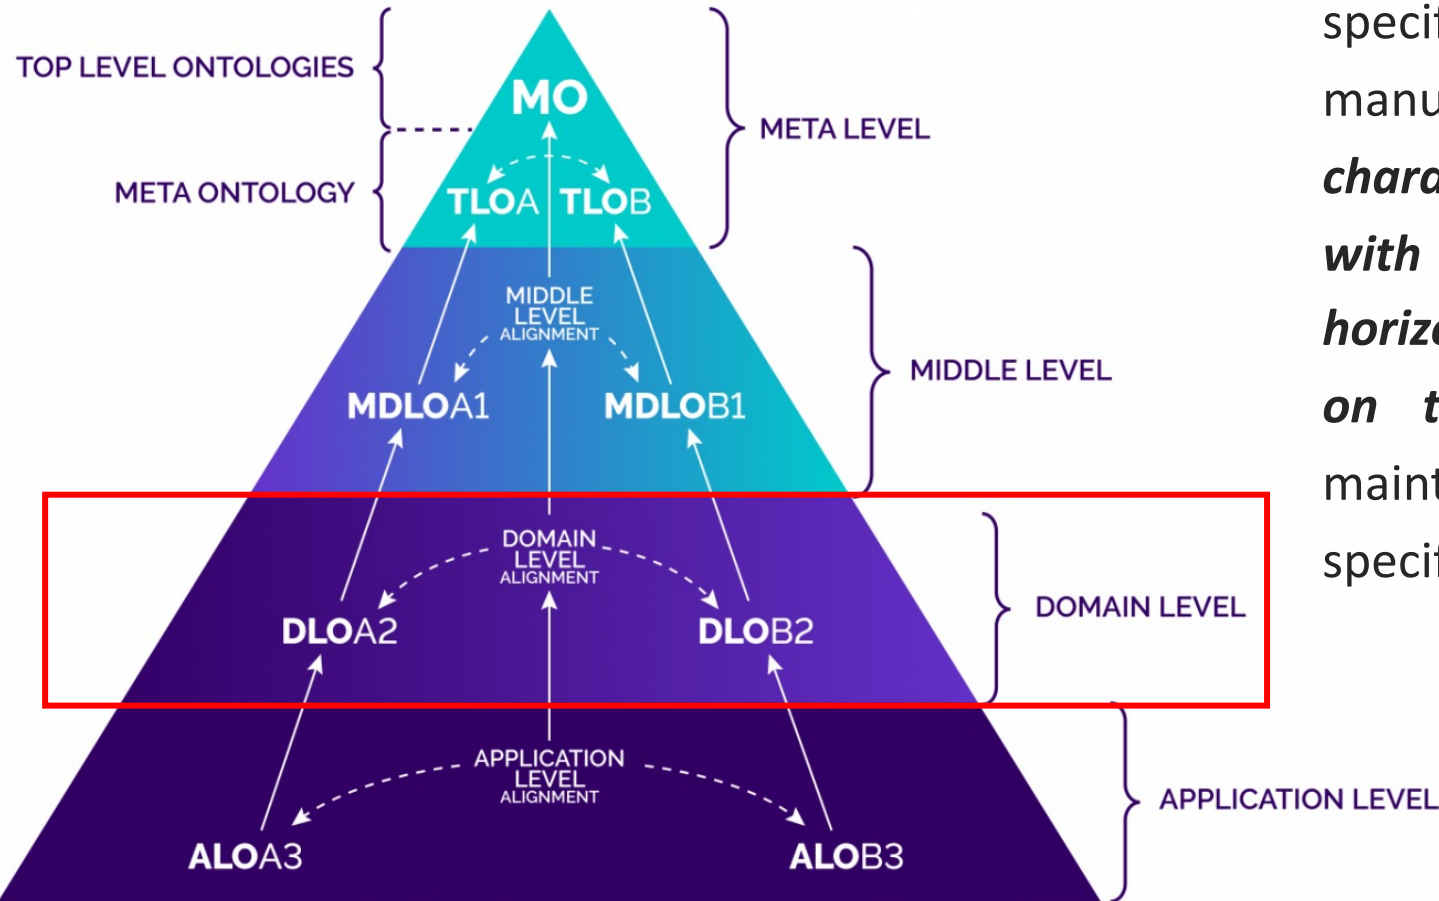 TOP LEVEL ONTOLOGIES
META ONTOLOGY
MO
TLOA TLOB
META LEVEL
MIDDLE
LEVEL
ALIGNMENT
MDLOA1 MDLOB1
MIDDLE LEVEL
DOMAIN
LEVEL
ALIGNMENT
DLOA2 DLOB2
DOMAIN LEVEL
APPLICATION
LEVEL
ALIGNMENT
ALOA3 ALOB3
APPLICATION LEVEL
with
on